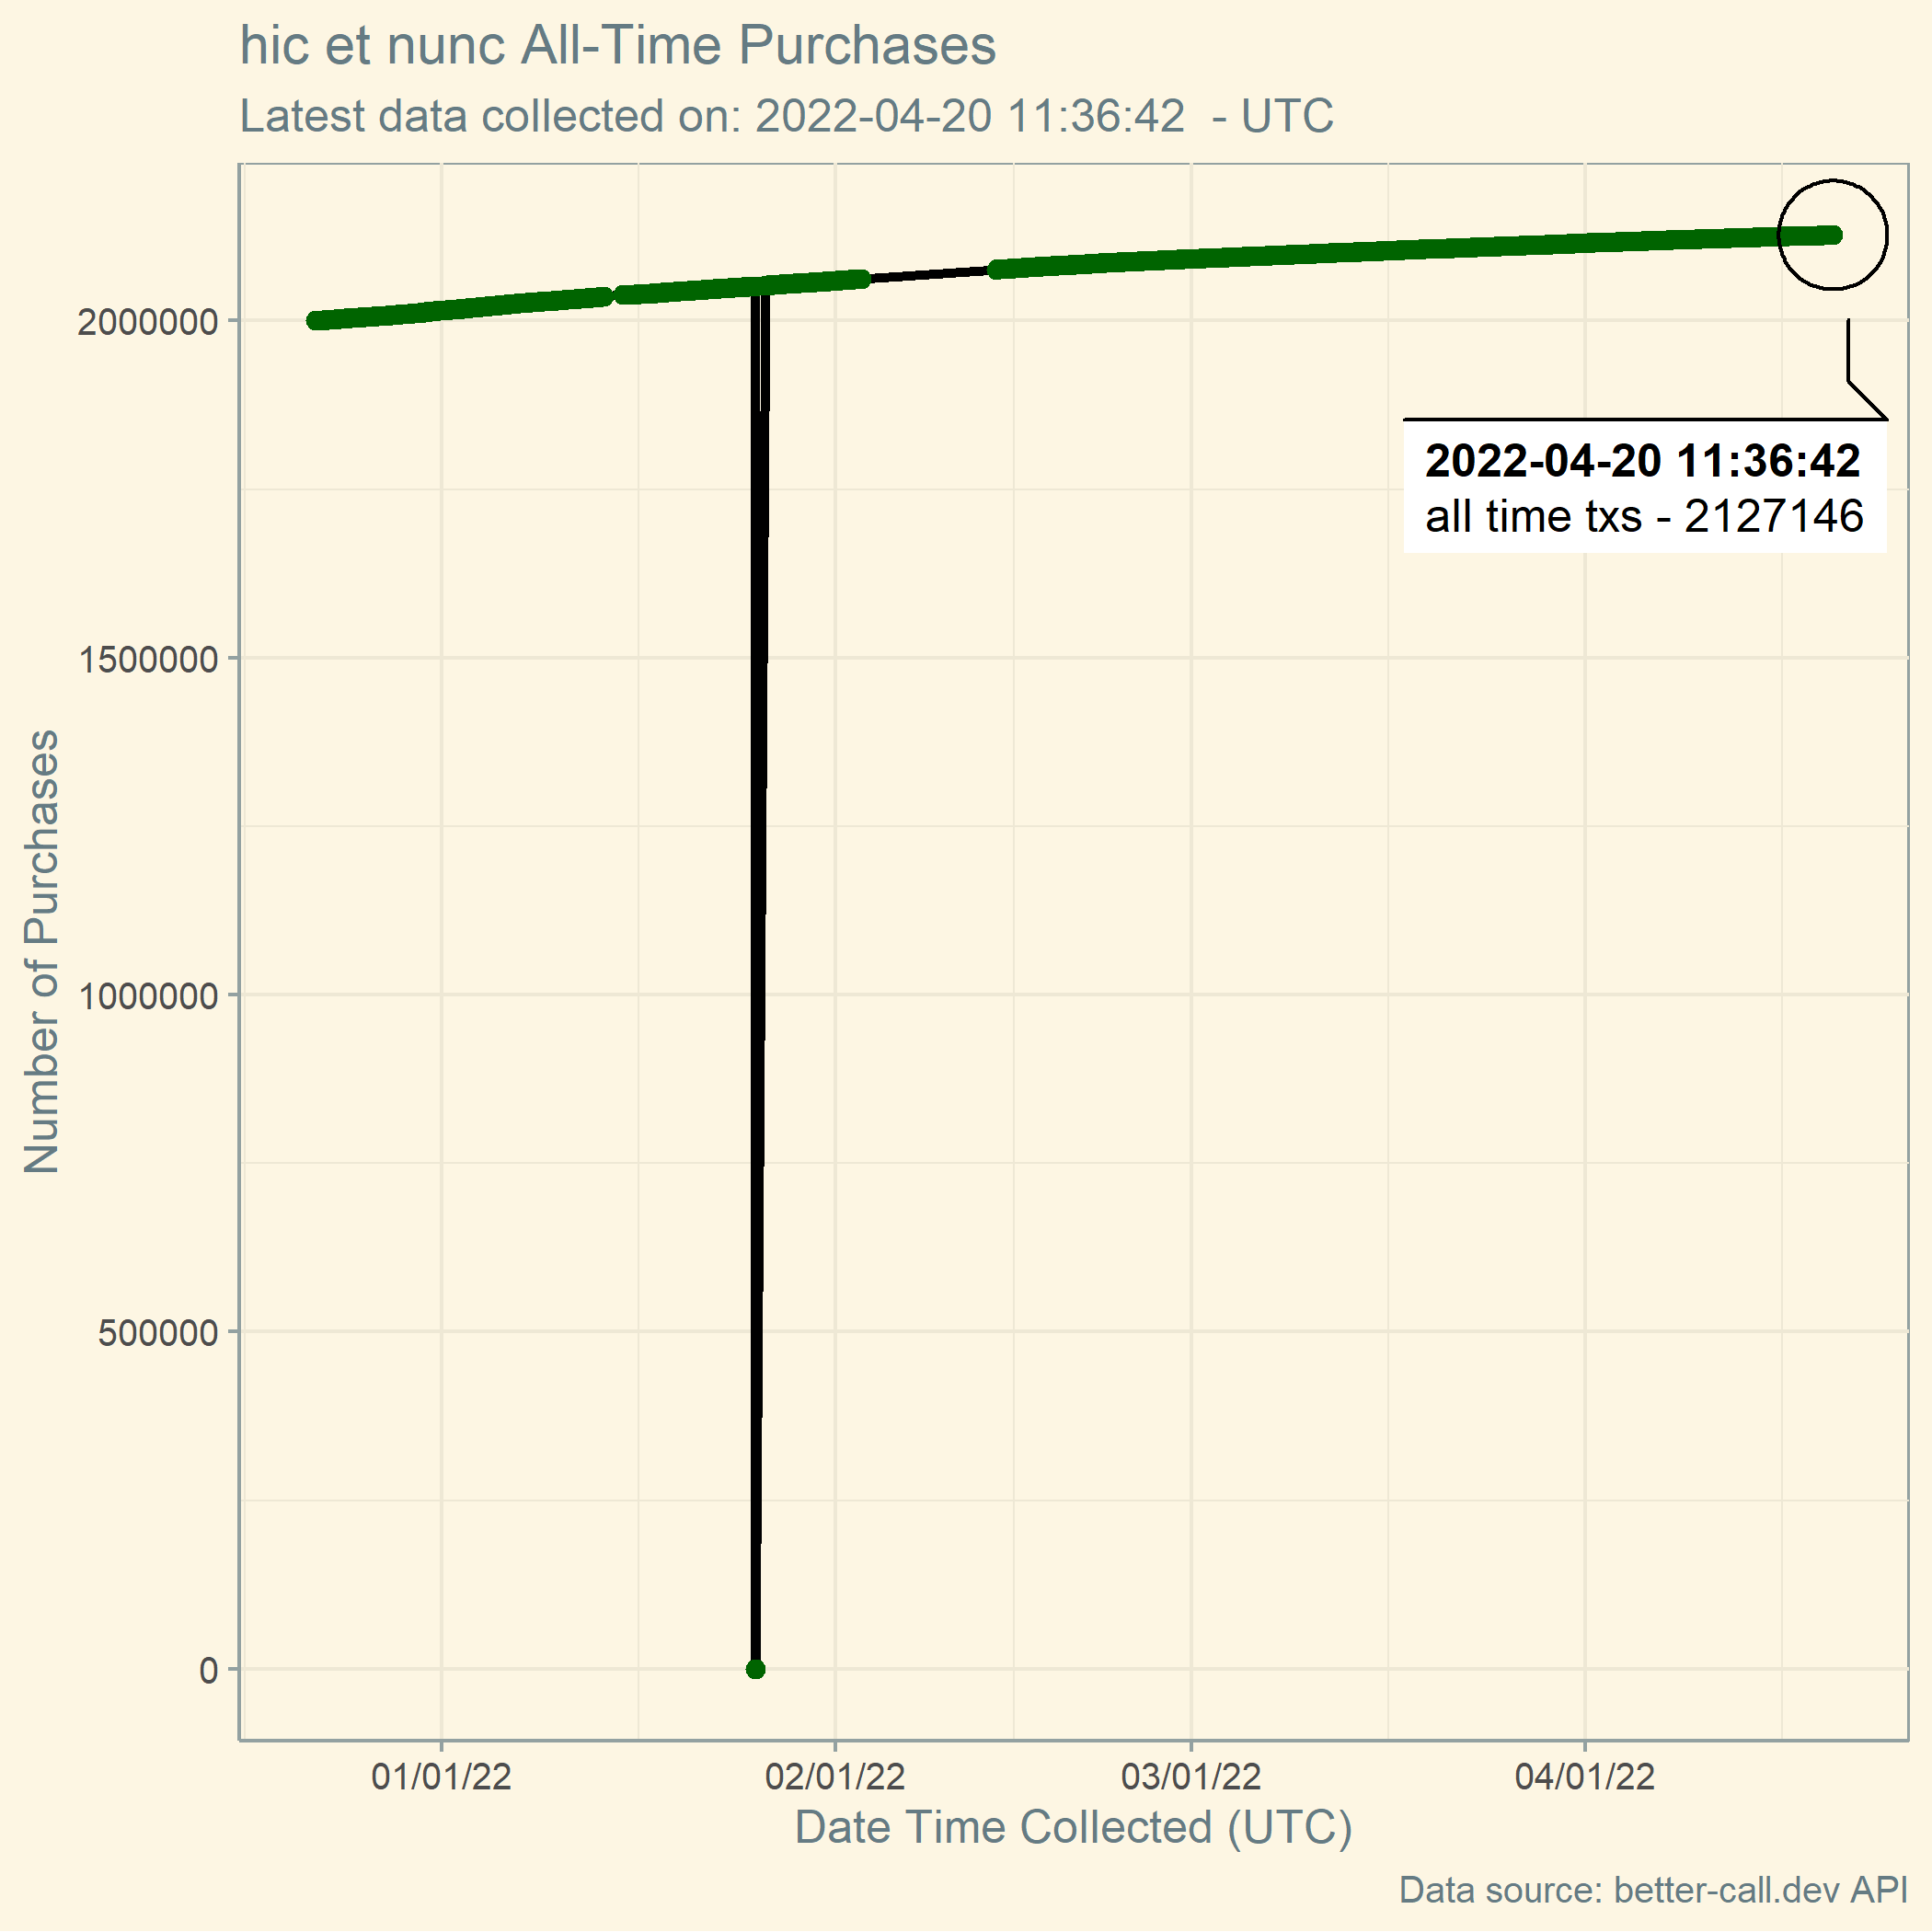 hic et nunc All-Time Purchases
Latest data collected on: 2022-04-20 11:36:42  - UTC
Number of Purchases
2000000
1500000
1000000
500000
0
2022-04-20 11:36:42
all time txs - 2127146
01/01/22
02/01/22
03/01/22
04/01/22
Date Time Collected (UTC)
Data source: better-call.dev API